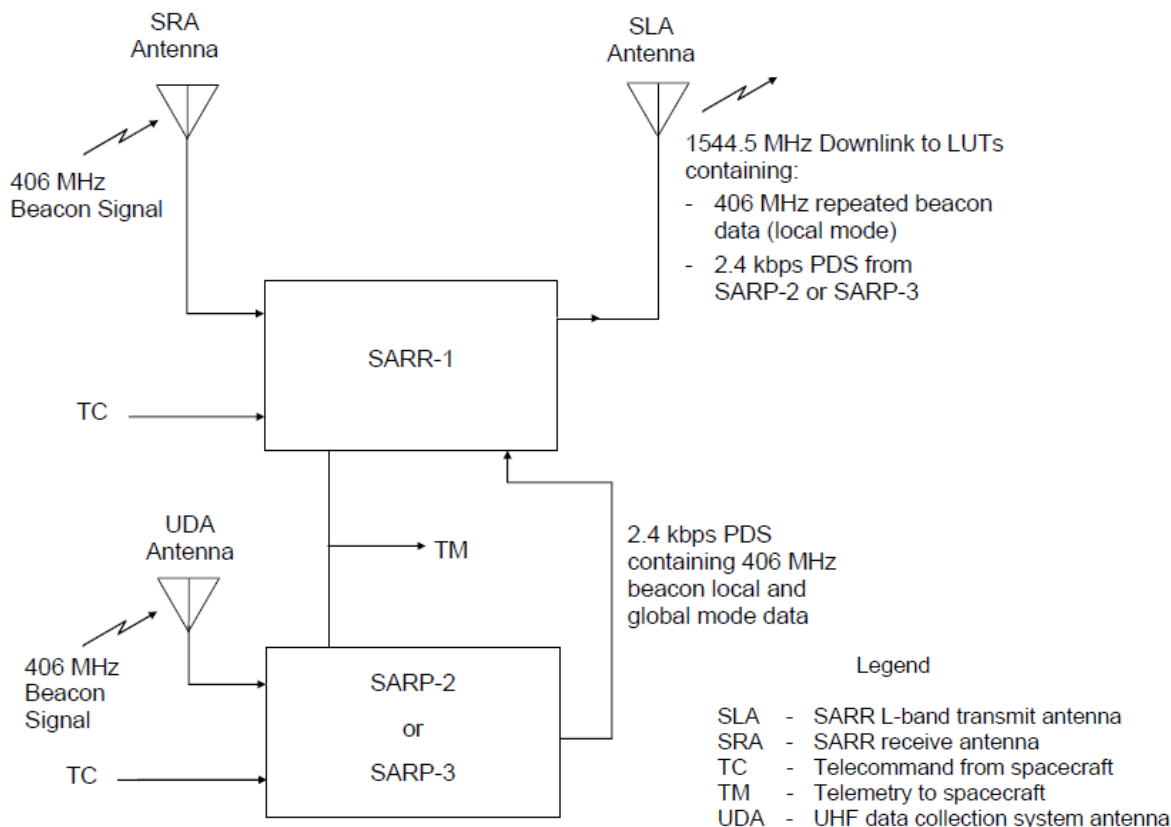 SRA
Antenna
SLA
Antenna
406 MHz
Beacon Signal
1544.5 MHz Downlink to LUTs
containing:
- 406 MHz repeated beacon
data (local mode)
- 2.4 kbps PDS from
SARP-2 or SARP-3
SARR-1
TC
UDA
Antenna
TM
2.4 kbps PDS
containing 406 MHz
beacon local and
global mode data
406 MHz
Beacon
Signal
SARP-2
or
SARP-3
TC
Legend
SLA - SARR L-band transmit antenna
SRA - SARR receive antenna
TC - Telecommand from spacecraft
TM - Telemetry to spacecraft
UDA - UHF data collection system antenna